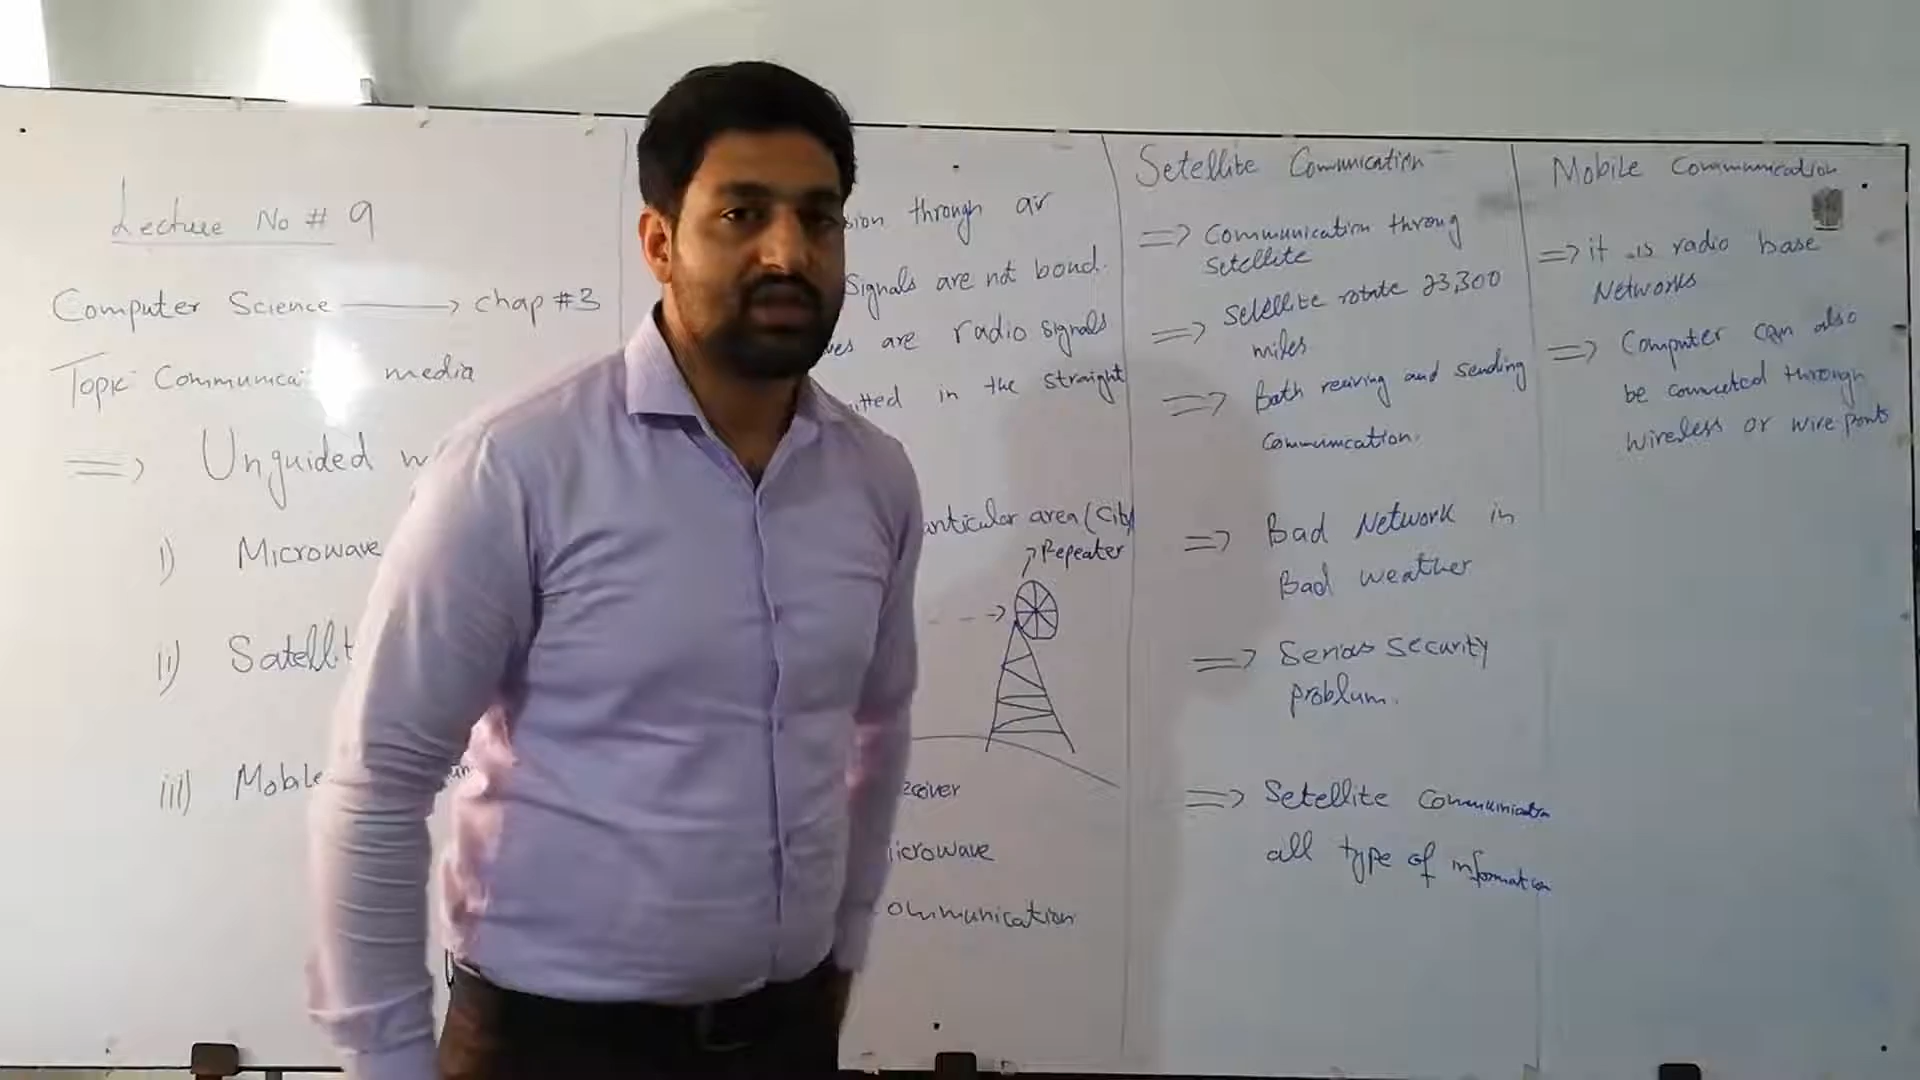 Lecture No # 9
Computer Science → chap #3
Topic: Communica media
⇒ Unguided
i) Microwave
ii) Satellit
iii) Mobile
sion through air
Signals are not bond.
ves are radio signals
itted in the straight
articular area (City
Repeater
icrowave
ommunication
Setellite Communication
⇒ Communication throug
Setellite
⇒ Setellite rotate 23,300
miles
⇒ Both reciving and sending
Communication.
⇒ Bad Network in
Bad weather
⇒ Serios security
problum.
⇒ Setellite Communication
all type of information
Mobile Communication
⇒ it is radio base
Networks
⇒ Computer can also
be connected through
wireless or wire ports